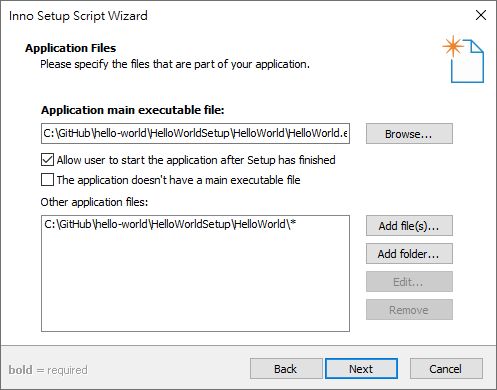 Inno Setup Script Wizard
Application Files
Please specify the files that are part of your application.
Application main executable file:
C:\GitHub\hello-world\HelloWorldSetup\HelloWorld\HelloWorld.e
Browse...
Allow user to start the application after Setup has finished
The application doesn't have a main executable file
Other application files:
C:\GitHub\hello-world\HelloWorldSetup\HelloWorld\*
Add file(s)...
Add folder...
Edit...
Remove
bold = required
Back
Next
Cancel